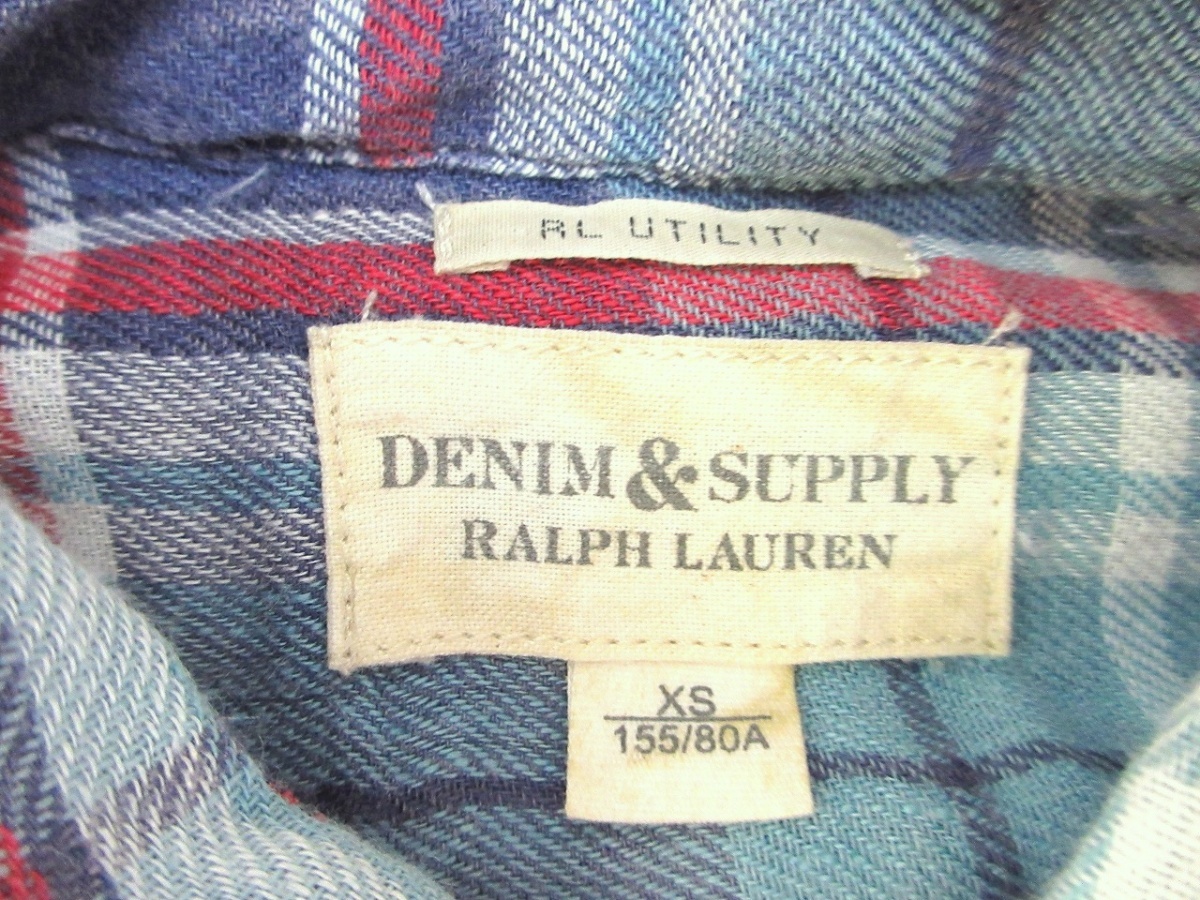 RL UTILITY
DENIM & SUPPLY
RALPH LAUREN
XS
155/80A